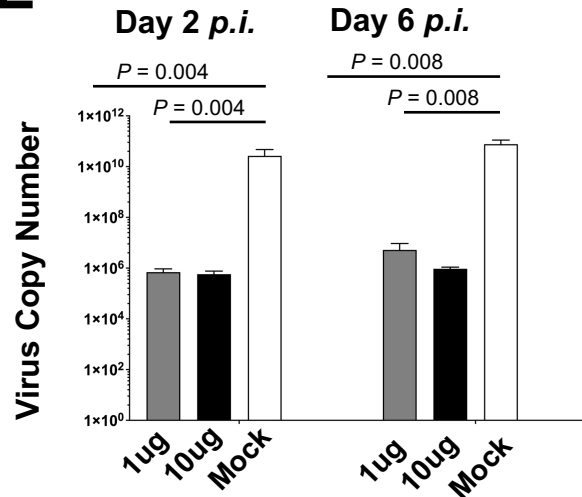 Day 2 p.i.
Day 6 p.i.
P = 0.004
P = 0.008
P = 0.004
P = 0.008
Virus Copy Number
1×10¹²
1×10¹⁰
1×10⁸
1×10⁶
1×10⁴
1×10²
1×10⁰
1ug
10ug
Mock
1ug
10ug
Mock